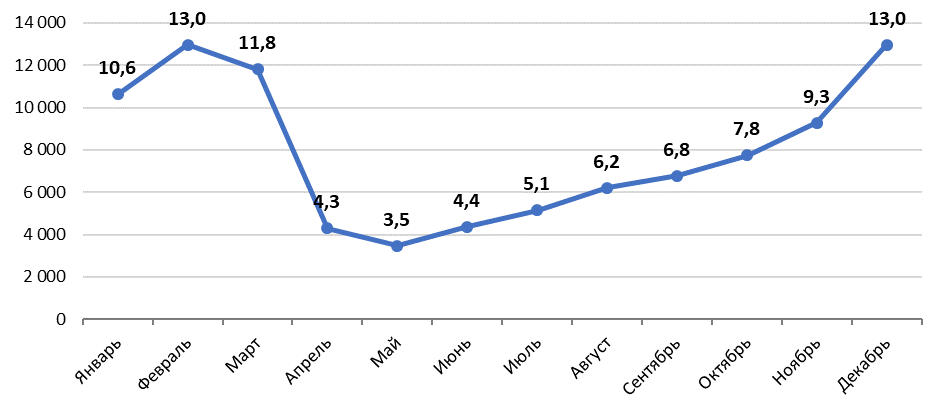 14 000
12 000
10 000
8 000
6 000
4 000
2 000
0
10,6
13,0
11,8
4,3
3,5
4,4
5,1
6,2
6,8
7,8
9,3
13,0
Январь
Февраль
Март
Апрель
Май
Июнь
Июль
Август
Сентябрь
Октябрь
Ноябрь
Декабрь